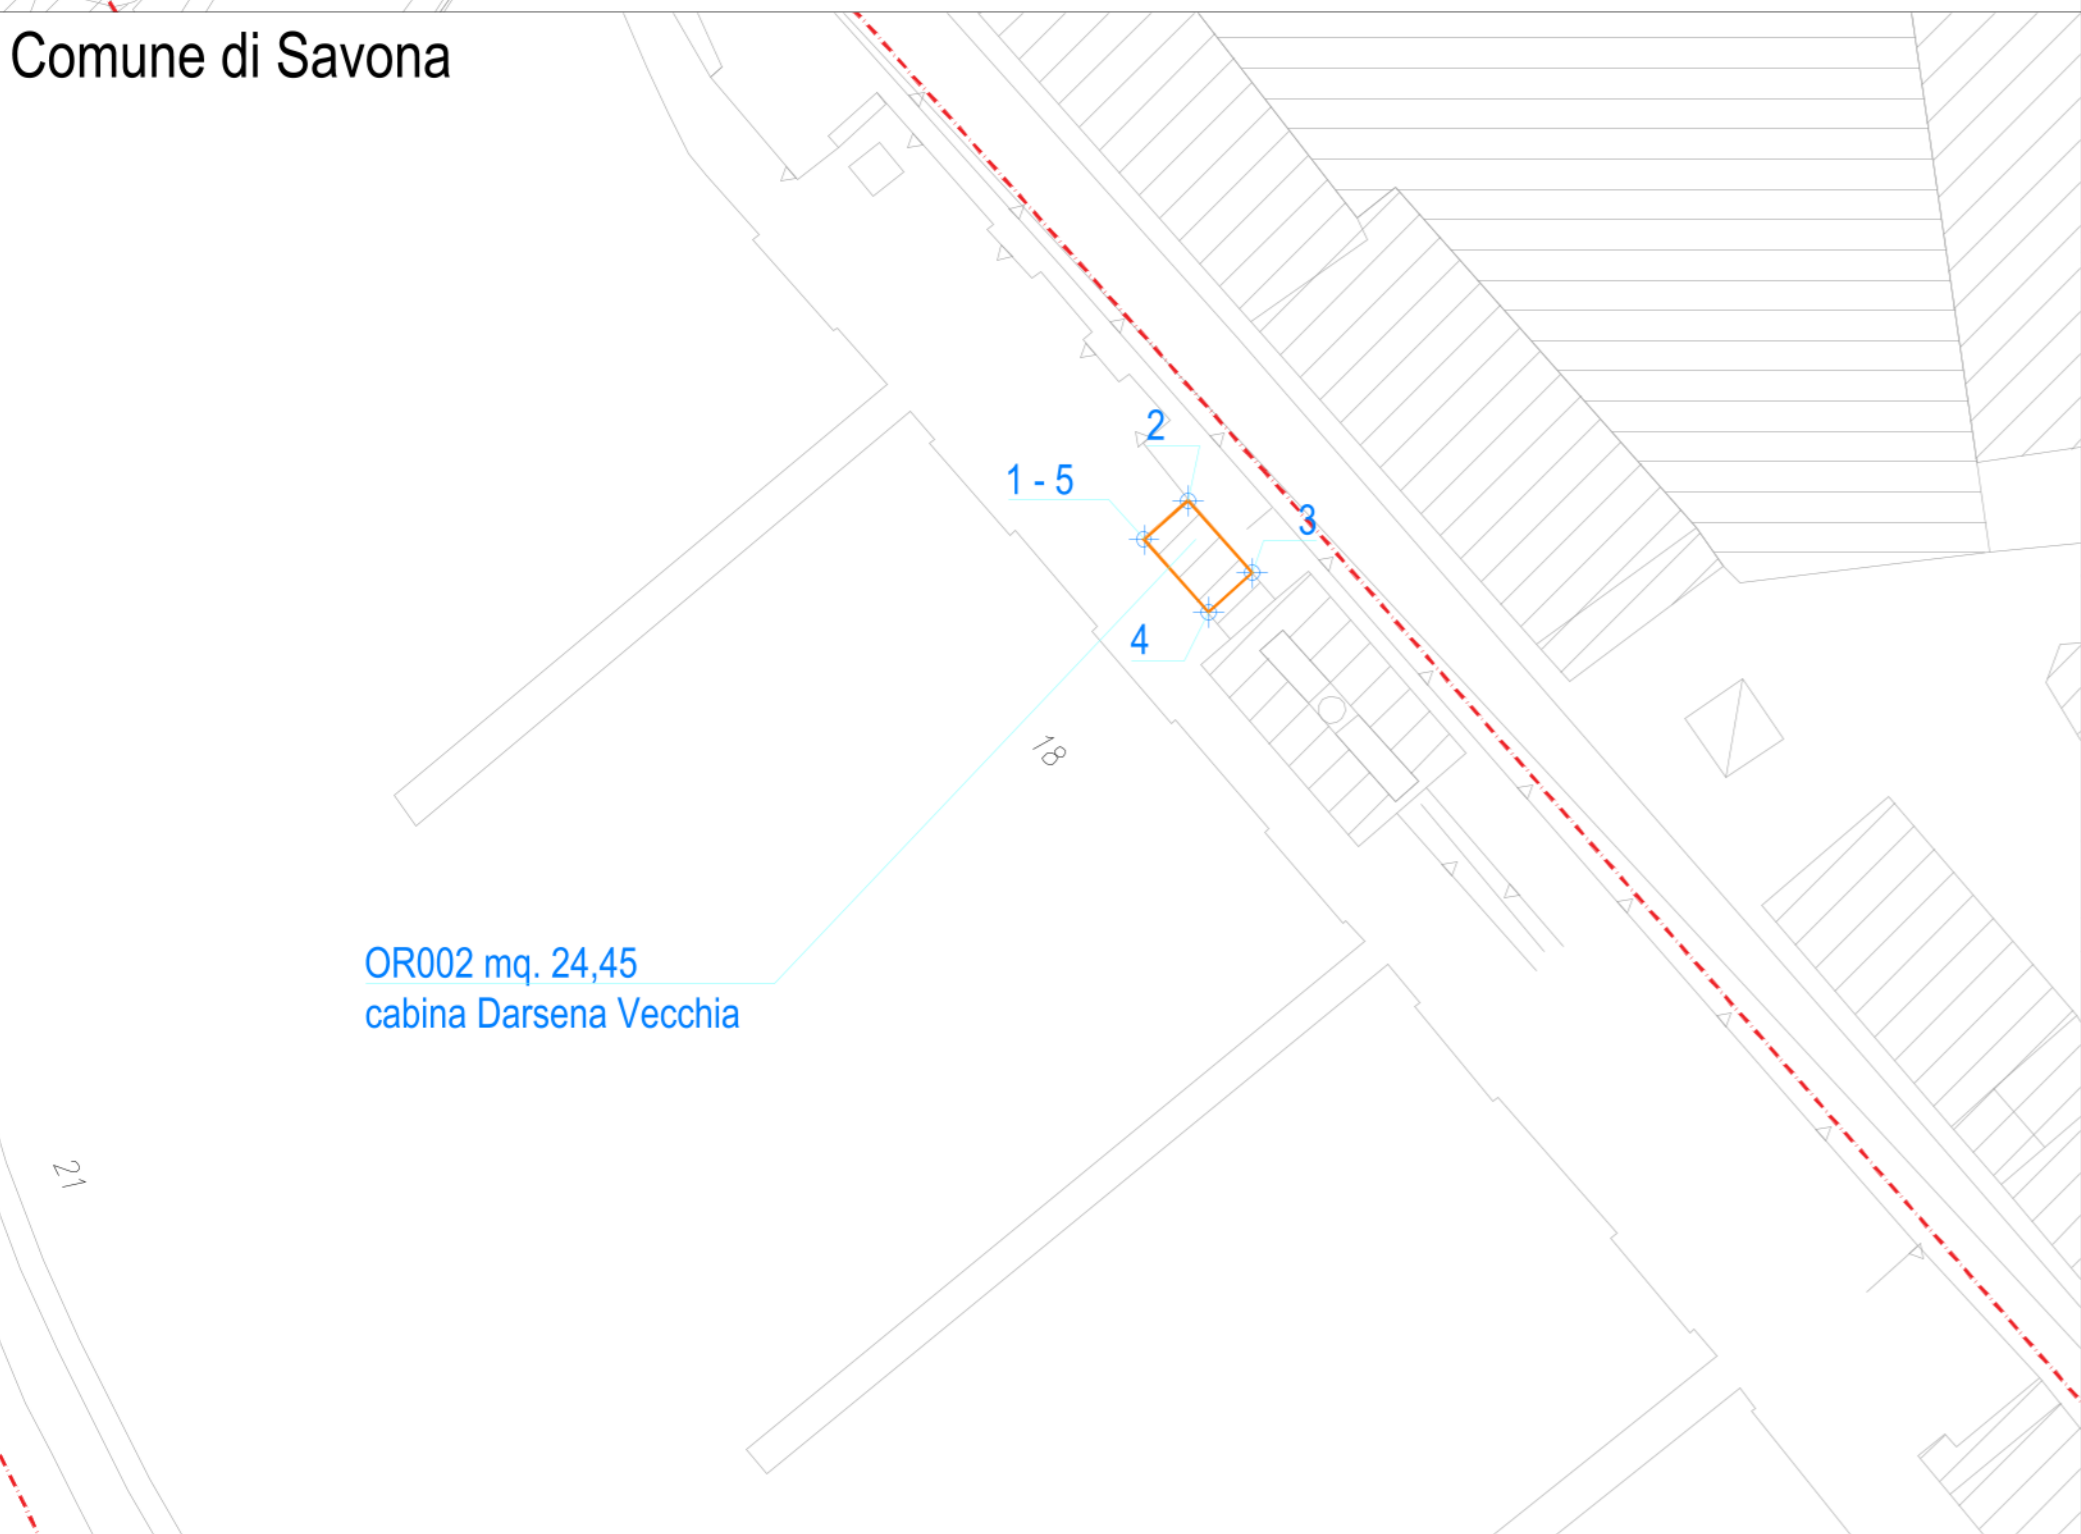 Comune di Savona
2
1 - 5
3
4
18
OR002 mq. 24,45
cabina Darsena Vecchia
21